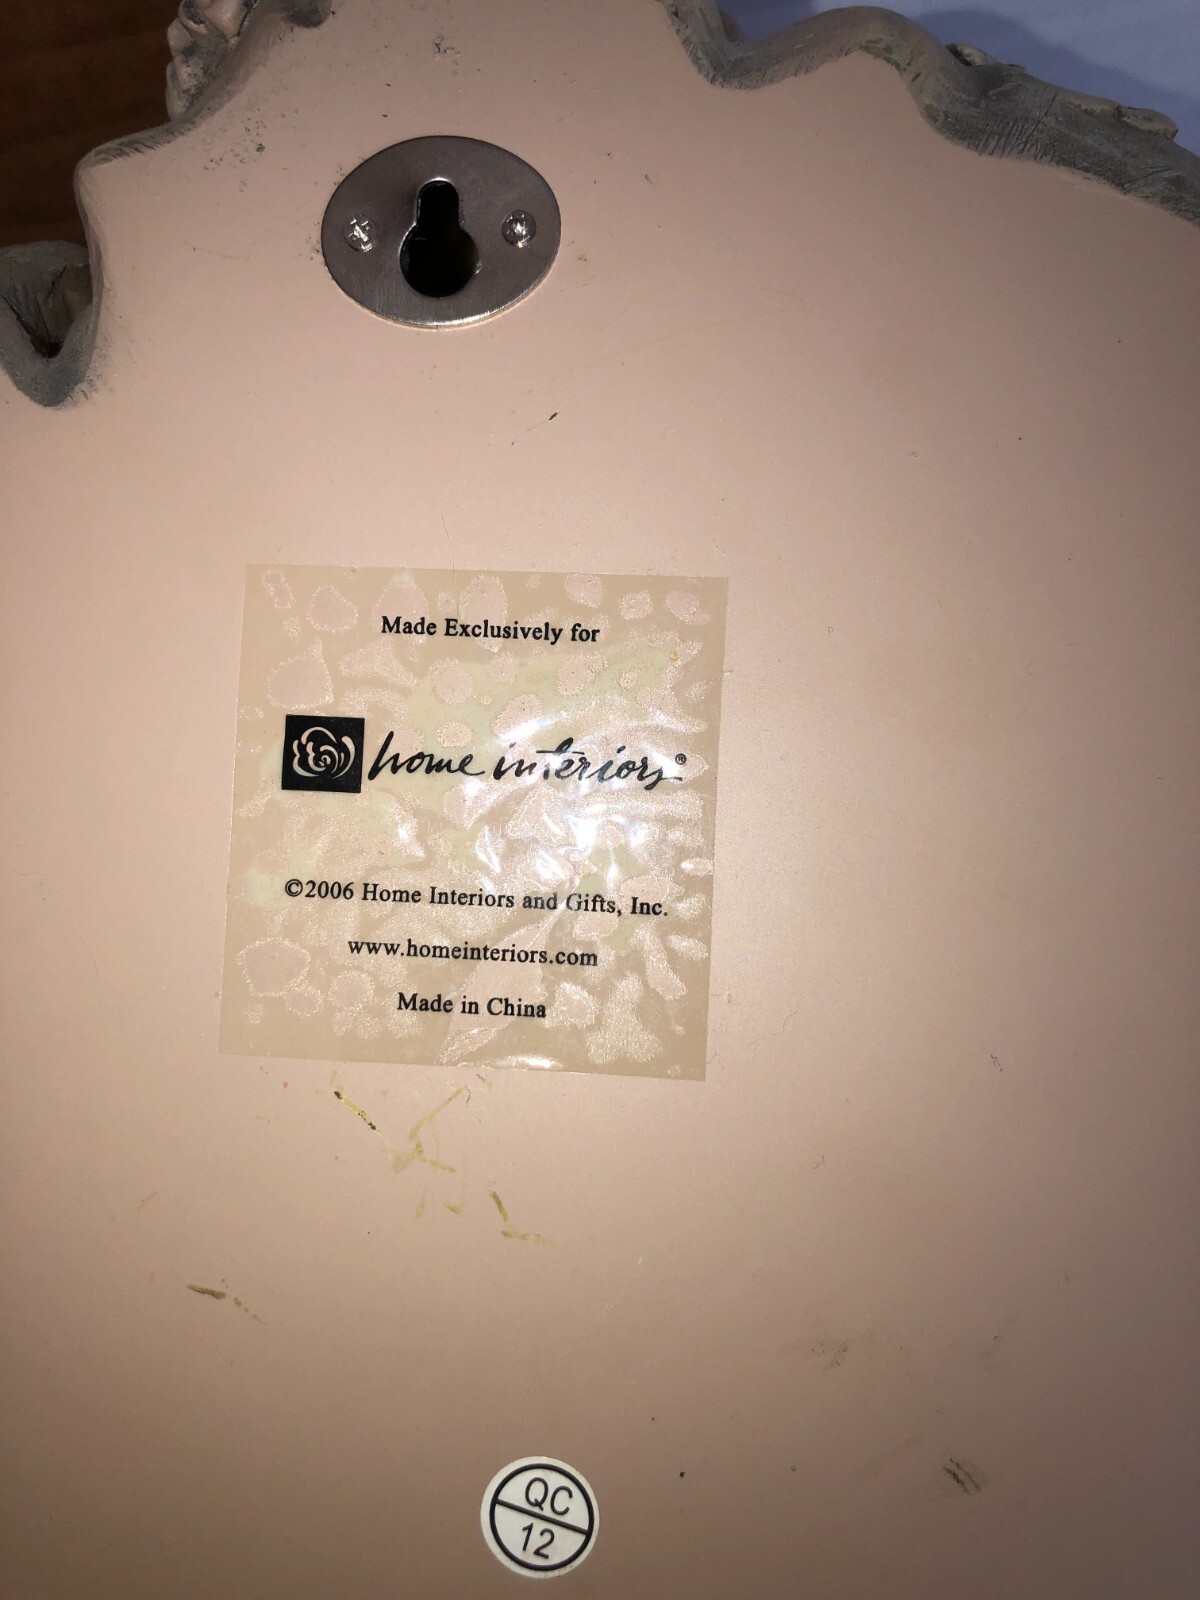 Made Exclusively for
home interiors®
©2006 Home Interiors and Gifts, Inc.
www.homeinteriors.com
Made in China
QC
12